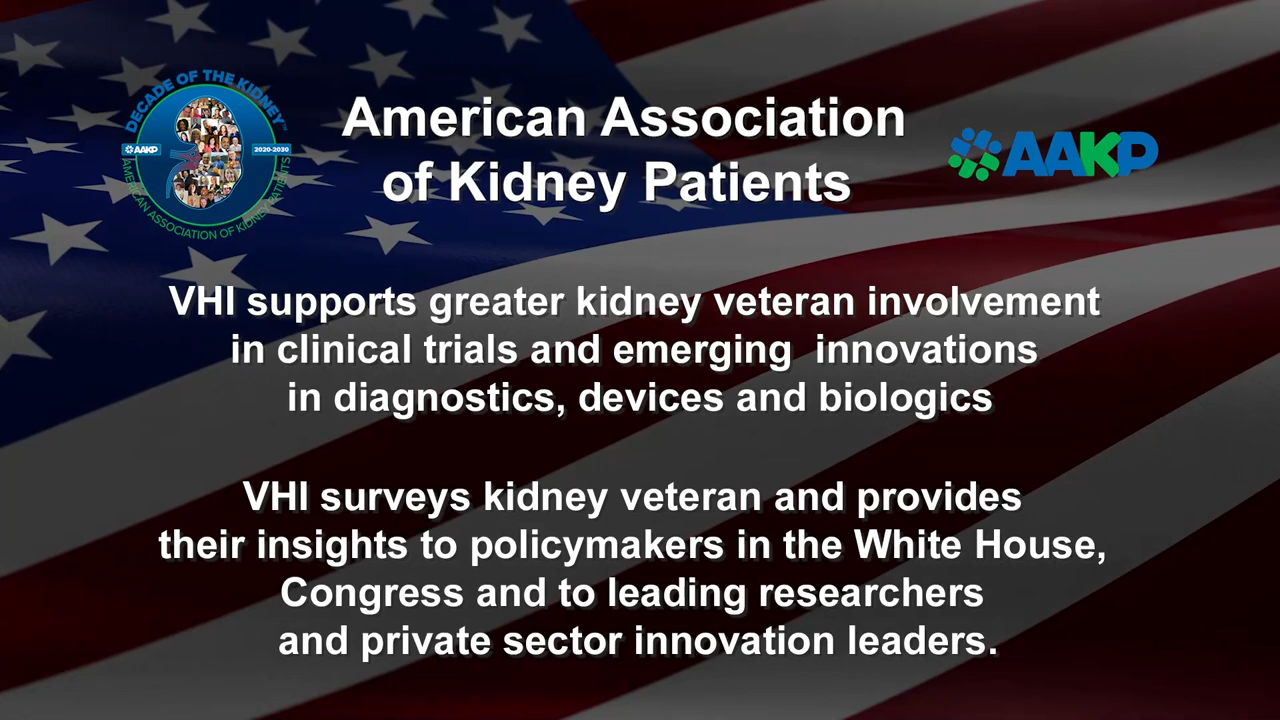 DECADE OF THE KIDNEY™
AAKP
2020-2030
AMERICAN ASSOCIATION OF KIDNEY PATIENTS
American Association
of Kidney Patients
AAKP
VHI supports greater kidney veteran involvement
in clinical trials and emerging  innovations
in diagnostics, devices and biologics
VHI surveys kidney veteran and provides
their insights to policymakers in the White House,
Congress and to leading researchers
and private sector innovation leaders.